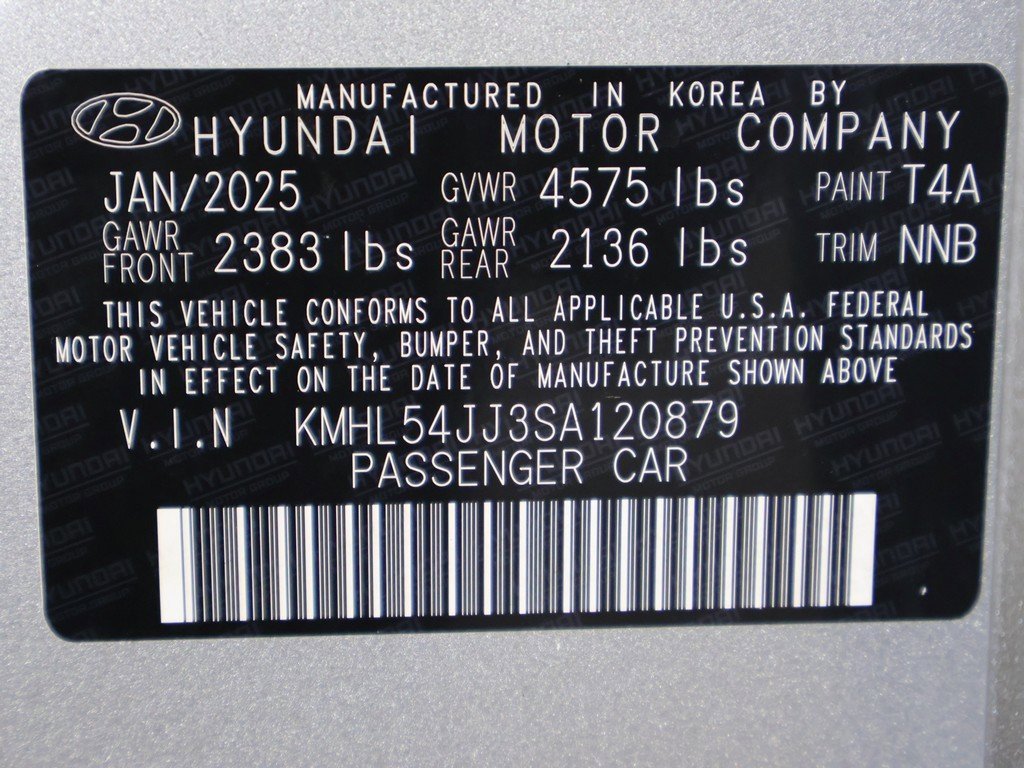 MANUFACTURED IN KOREA BY
HYUNDAI MOTOR COMPANY
JAN/2025 GVWR 4575 lbs PAINT T4A
GAWR FRONT 2383 lbs GAWR REAR 2136 lbs TRIM NNB
THIS VEHICLE CONFORMS TO ALL APPLICABLE U.S.A. FEDERAL
MOTOR VEHICLE SAFETY, BUMPER, AND THEFT PREVENTION STANDARDS
IN EFFECT ON THE DATE OF MANUFACTURE SHOWN ABOVE
V.I.N KMHL54JJ3SA120879
PASSENGER CAR